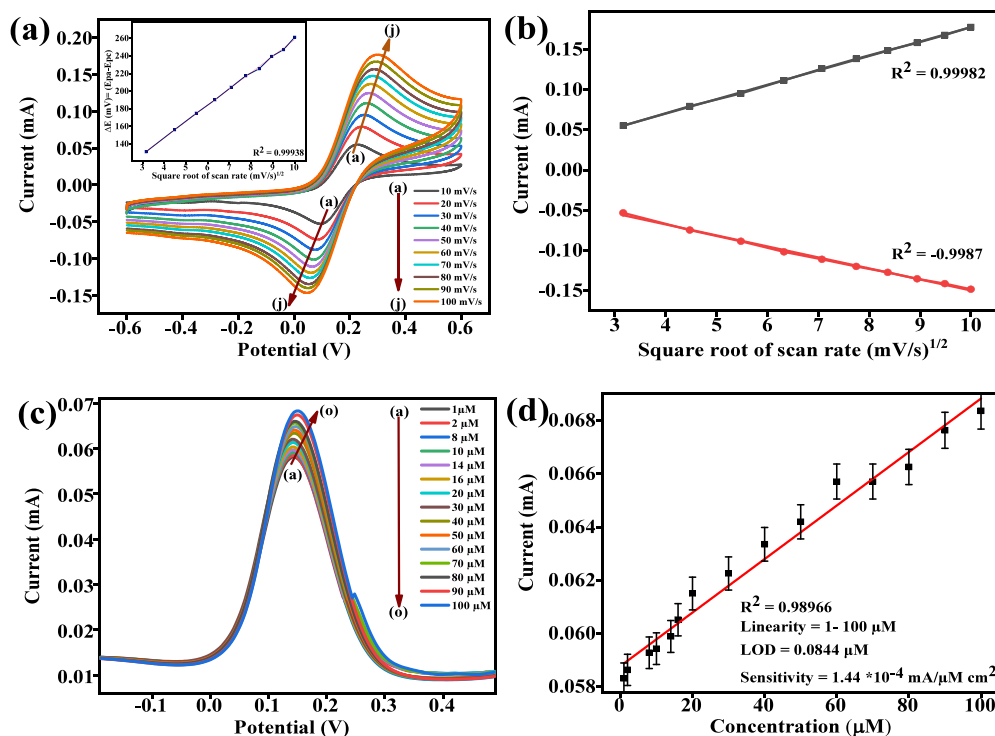 (a)
0.20
0.15
0.10
0.05
0.00
-0.05
-0.10
-0.15
Current (mA)
-0.6
-0.4
-0.2
0.0
0.2
0.4
0.6
Potential (V)
260
240
220
200
180
160
140
ΔE (mV)= (Epa-Epc)
3
4
5
6
7
8
9
10
Square root of scan rate (mV/s)1/2
R2 = 0.99938
(j)
(a)
(a)
(j)
(a)
10 mV/s
20 mV/s
30 mV/s
40 mV/s
50 mV/s
60 mV/s
70 mV/s
80 mV/s
90 mV/s
100 mV/s
(j)
(b)
0.15
0.10
0.05
0.00
-0.05
-0.10
-0.15
Current (mA)
R2 = 0.99982
R2 = -0.9987
3
4
5
6
7
8
9
10
Square root of scan rate (mV/s)1/2
(c)
0.07
0.06
0.05
0.04
0.03
0.02
0.01
Current (mA)
(o)
(a)
(a)
(o)
1µM
2 µM
8 µM
10 µM
14 µM
16 µM
20 µM
30 µM
40 µM
50 µM
60 µM
70 µM
80 µM
90 µM
100 µM
-0.1
0.0
0.1
0.2
0.3
0.4
Potential (V)
(d)
0.068
0.066
0.064
0.062
0.060
0.058
Current (mA)
R2 = 0.98966
Linearity = 1- 100 µM
LOD = 0.0844 µM
Sensitivity = 1.44 *10-4 mA/µM cm2
0
20
40
60
80
100
Concentration (µM)